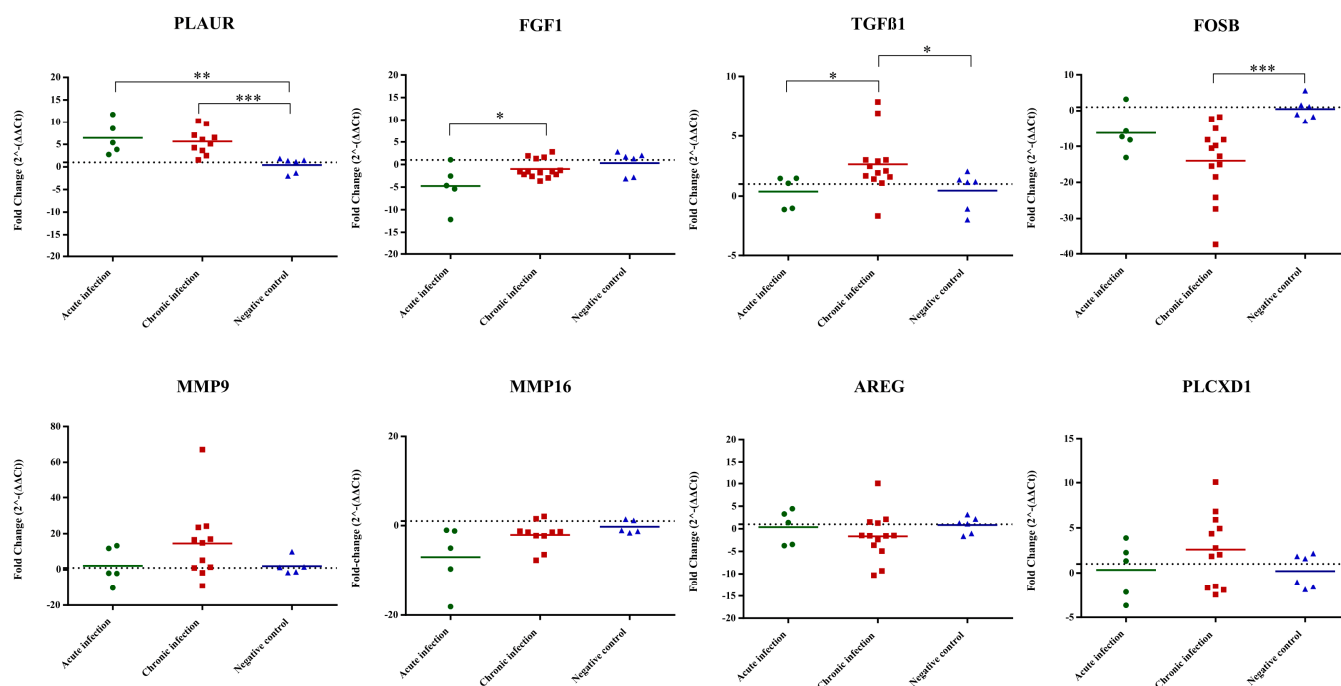 PLAUR
**
***
Fold Change (2^-(ΔΔCt))
20
15
10
5
0
-5
-10
-15
-20
Acute infection
Chronic infection
Negative control
FGF1
*
Fold Change (2^-(ΔΔCt))
20
15
10
5
0
-5
-10
-15
-20
Acute infection
Chronic infection
Negative control
TGFß1
*
*
Fold Change (2^-(ΔΔCt))
10
5
0
-5
Acute infection
Chronic infection
Negative control
FOSB
***
Fold Change (2^-(ΔΔCt))
10
0
-10
-20
-30
-40
Acute infection
Chronic infection
Negative control
MMP9
Fold Change (2^-(ΔΔCt))
80
60
40
20
0
-20
Acute infection
Chronic infection
Negative control
MMP16
Fold-change (2^-(ΔΔCt))
20
0
-20
Acute infection
Chronic infection
Negative control
AREG
Fold Change (2^-(ΔΔCt))
20
15
10
5
0
-5
-10
-15
-20
Acute infection
Chronic infection
Negative control
PLCXD1
Fold Change (2^-(ΔΔCt))
15
10
5
0
-5
Acute infection
Chronic infection
Negative control